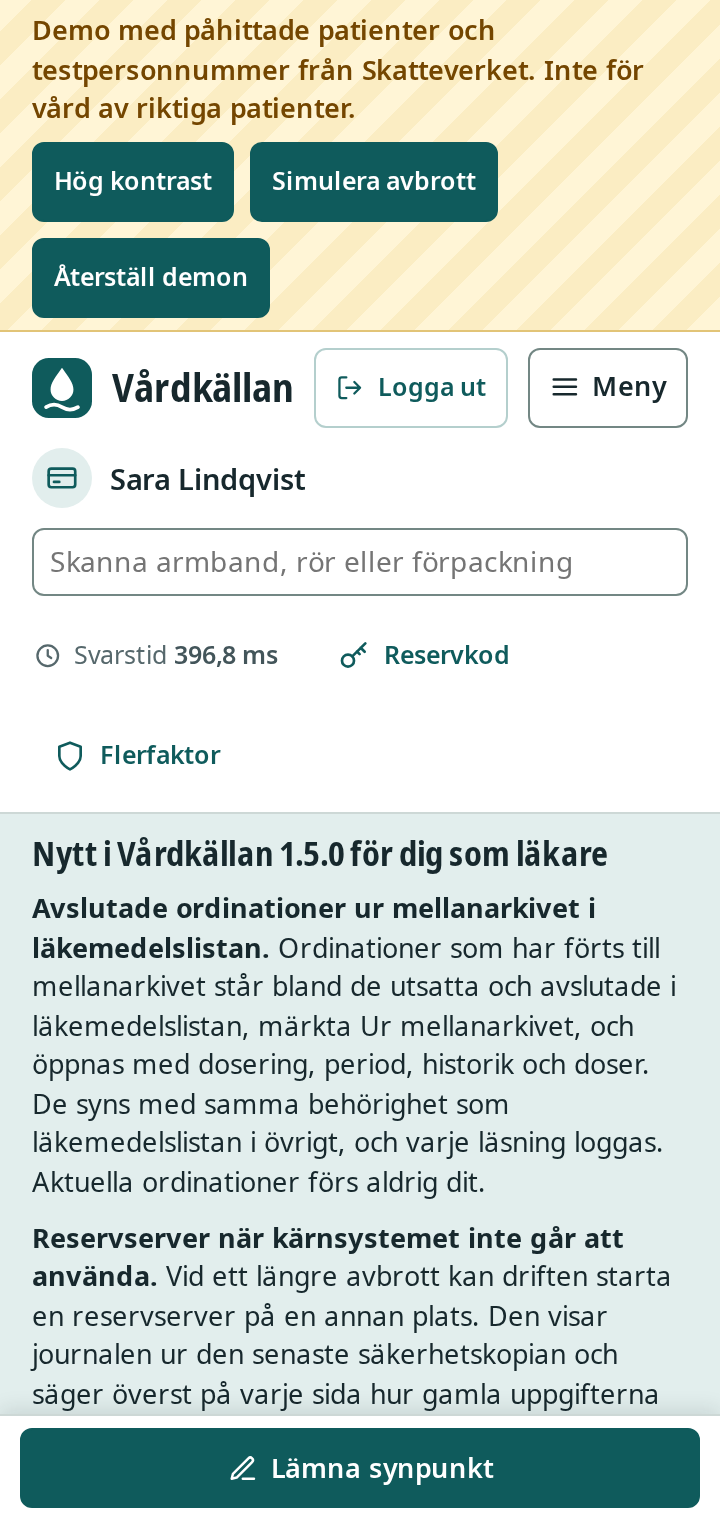 Demo med påhittade patienter och
testpersonnummer från Skatteverket. Inte för
vård av riktiga patienter.
Hög kontrast
Simulera avbrott
Återställ demon
Vårdkällan
Logga ut
Meny
Sara Lindqvist
Skanna armband, rör eller förpackning
Svarstid 396,8 ms
Reservkod
Flerfaktor
Nytt i Vårdkällan 1.5.0 för dig som läkare
Avslutade ordinationer ur mellanarkivet i
läkemedelslistan. Ordinationer som har förts till
mellanarkivet står bland de utsatta och avslutade i
läkemedelslistan, märkta Ur mellanarkivet, och
öppnas med dosering, period, historik och doser.
De syns med samma behörighet som
läkemedelslistan i övrigt, och varje läsning loggas.
Aktuella ordinationer förs aldrig dit.
Reservserver när kärnsystemet inte går att
använda. Vid ett längre avbrott kan driften starta
en reservserver på en annan plats. Den visar
journalen ur den senaste säkerhetskopian och
säger överst på varje sida hur gamla uppgifterna
Lämna synpunkt